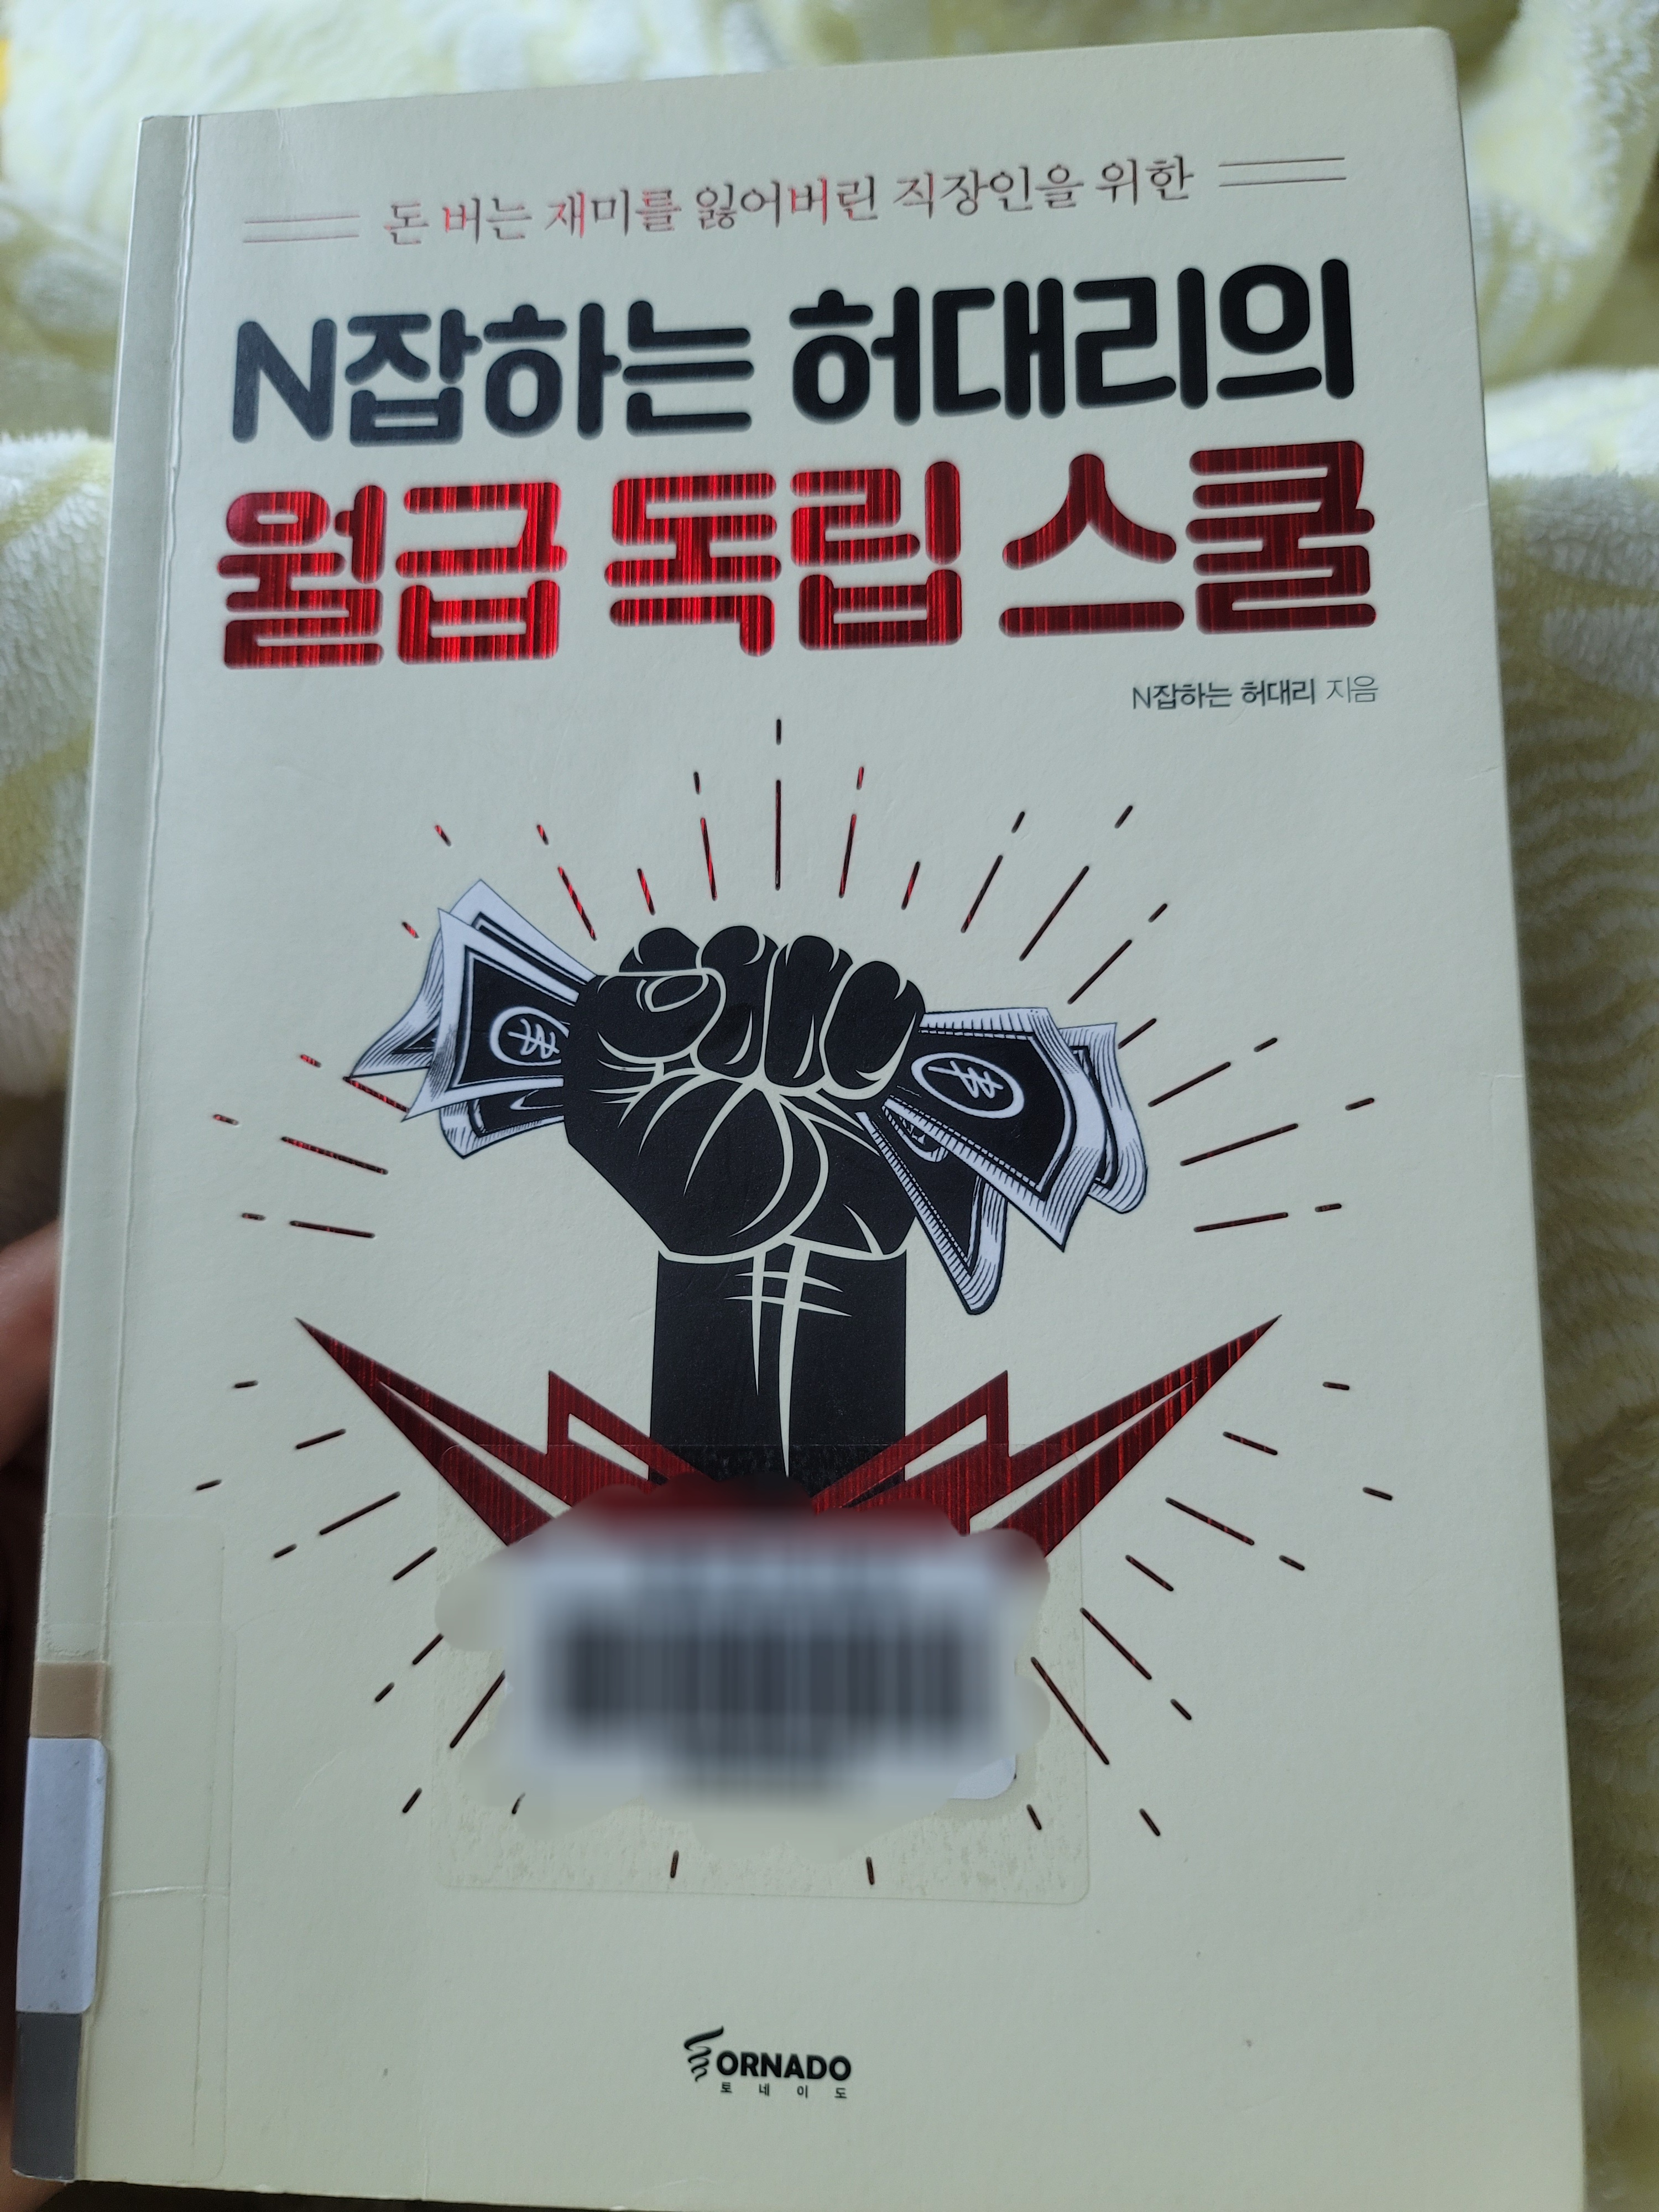 돈 버는 재미를 잃어버린 직장인을 위한
N잡하는 허대리의
월급 독립 스쿨
N잡하는 허대리 지음
TORNADO
토네이도